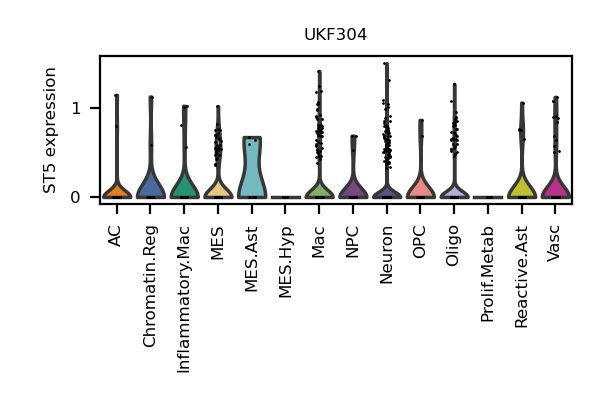 UKF304
ST5 expression
1
0
AC
Chromatin.Reg
Inflammatory.Mac
MES
MES.Ast
MES.Hyp
Mac
NPC
Neuron
OPC
Oligo
Prolif.Metab
Reactive.Ast
Vasc